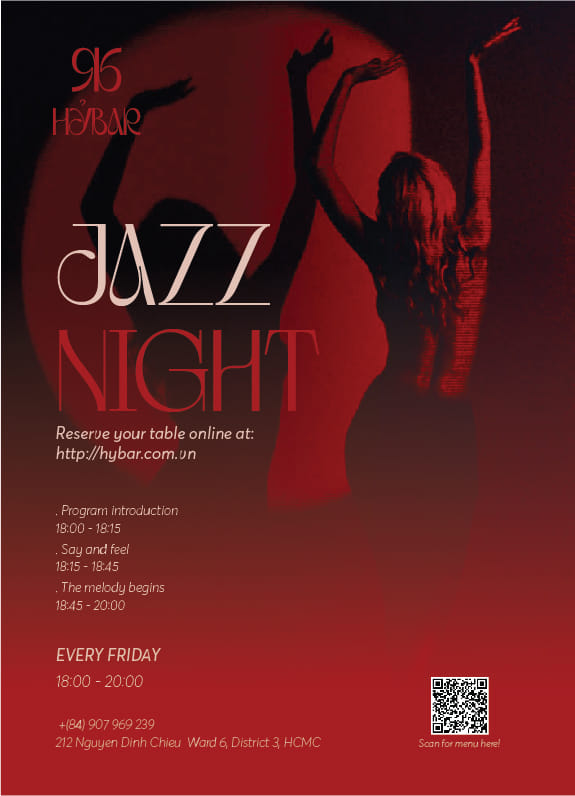 HỶBAR
JAZZ
NIGHT
Reserve your table online at:
http://hybar.com.vn
. Program introduction
18:00 - 18:15
. Say and feel
18:15 - 18:45
. The melody begins
18:45 - 20:00
EVERY FRIDAY
18:00 - 20:00
+(84) 907 969 239
212 Nguyen Dinh Chieu Ward 6, District 3, HCMC
Scan for menu here!